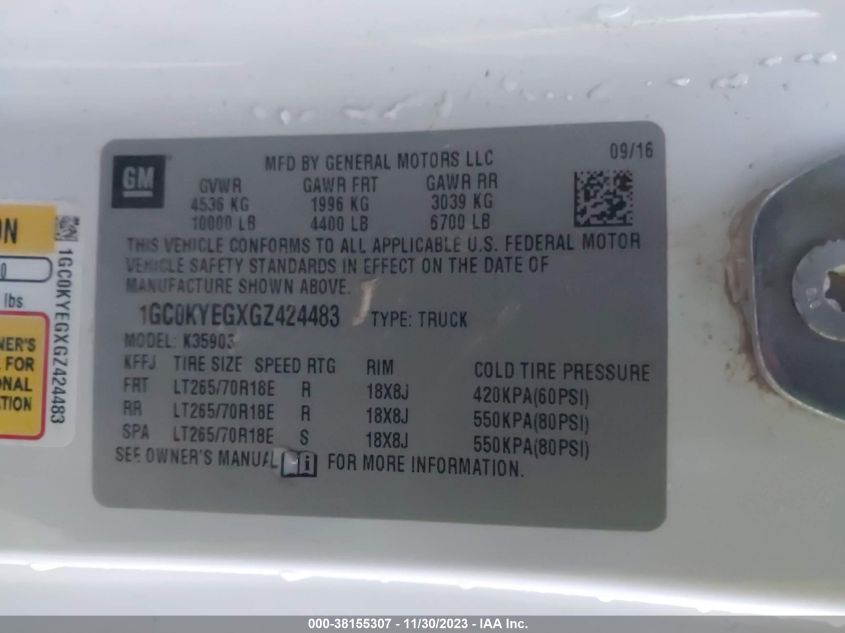 GM
MFD BY GENERAL MOTORS LLC
09/16
GVWR GAWR FRT GAWR RR
4536 KG 1996 KG 3039 KG
10000 LB 4400 LB 6700 LB
THIS VEHICLE CONFORMS TO ALL APPLICABLE U.S. FEDERAL MOTOR
VEHICLE SAFETY STANDARDS IN EFFECT ON THE DATE OF
MANUFACTURE SHOWN ABOVE.
1GC0KYEGXGZ424483 TYPE: TRUCK
MODEL: K35903
KFFJ TIRE SIZE SPEED RTG RIM COLD TIRE PRESSURE
FRT LT265/70R18E R 18X8J 420KPA(60PSI)
RR LT265/70R18E R 18X8J 550KPA(80PSI)
SPA LT265/70R18E S 18X8J 550KPA(80PSI)
SEE OWNER'S MANUAL FOR MORE INFORMATION.
ON
0
lbs
NER'S
FOR
ONAL
ATION
1GC0KYEGXGZ424483
000-38155307 - 11/30/2023 - IAA Inc.